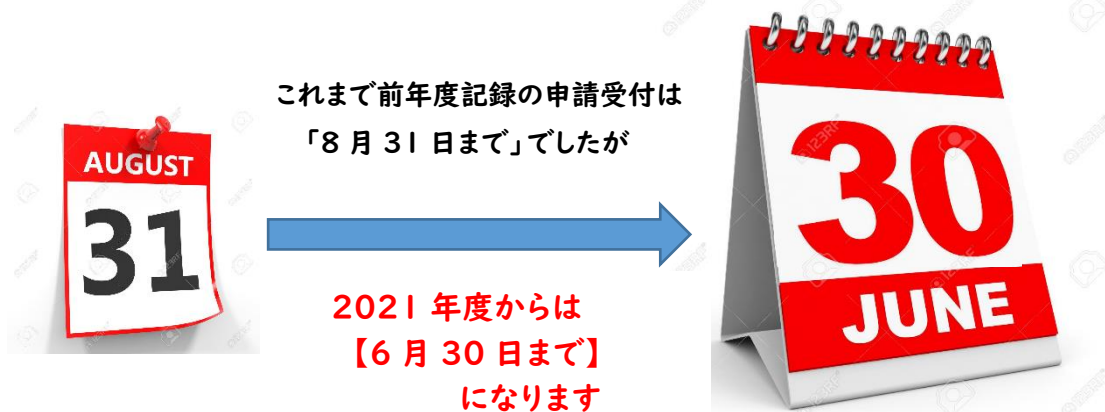 これまで前年度記録の申請受付は
「8月31日まで」でしたが
AUGUST
31
2021年度からは
【6月30日まで】
になります
30
JUNE